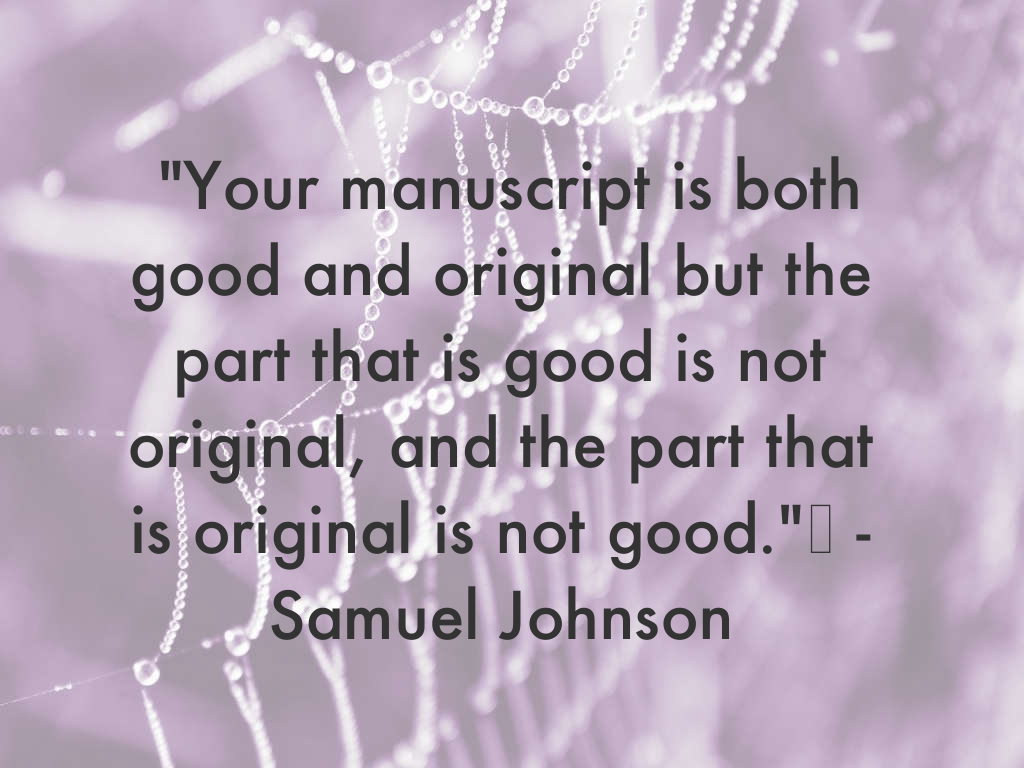 "Your manuscript is both
good and original but the
part that is good is not
original, and the part that
is original is not good." -
Samuel Johnson